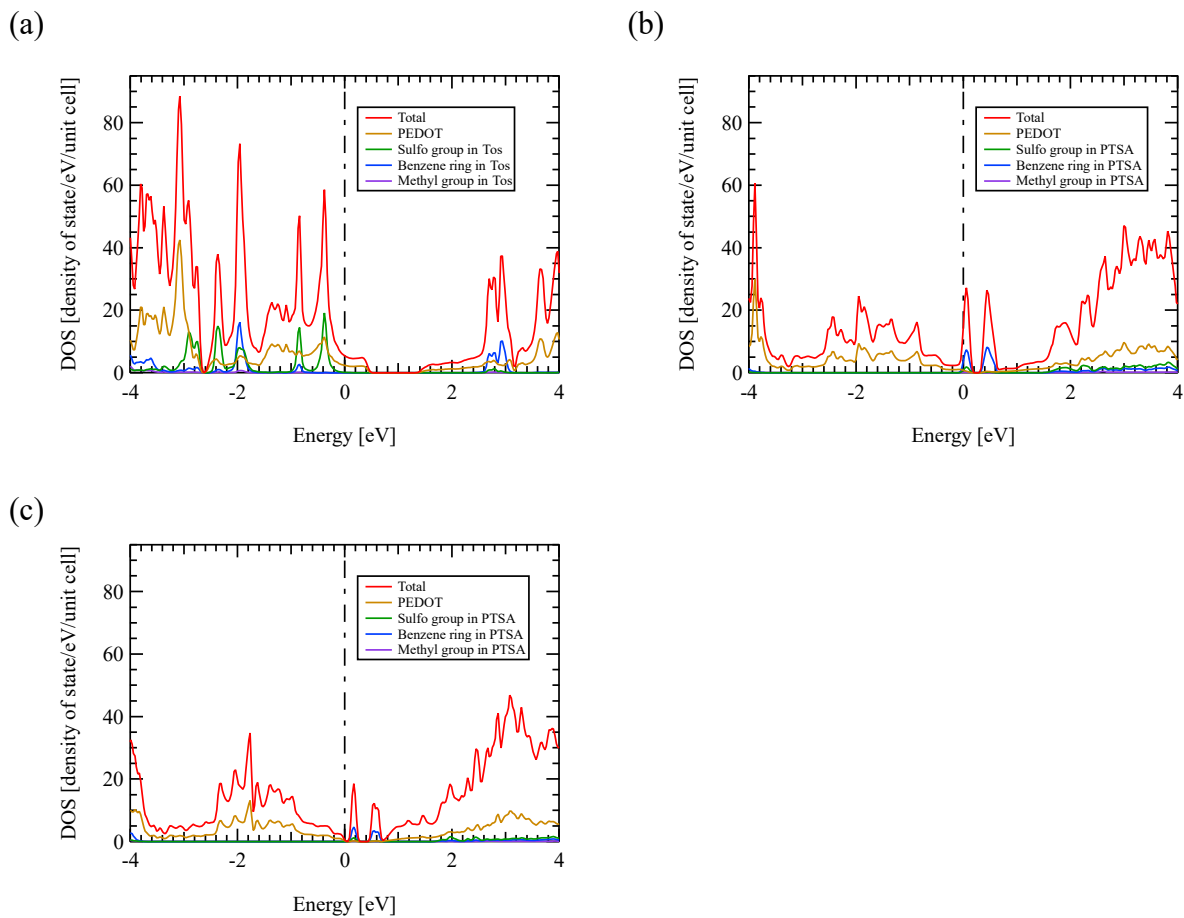 (a)
DOS [density of state/eV/unit cell]
80
60
40
20
0
-4
-2
0
2
4
Energy [eV]
Total
PEDOT
Sulfo group in Tos
Benzene ring in Tos
Methyl group in Tos
(b)
DOS [density of state/eV/unit cell]
80
60
40
20
0
-4
-2
0
2
4
Energy [eV]
Total
PEDOT
Sulfo group in PTSA
Benzene ring in PTSA
Methyl group in PTSA
(c)
DOS [density of state/eV/unit cell]
80
60
40
20
0
-4
-2
0
2
4
Energy [eV]
Total
PEDOT
Sulfo group in PTSA
Benzene ring in PTSA
Methyl group in PTSA